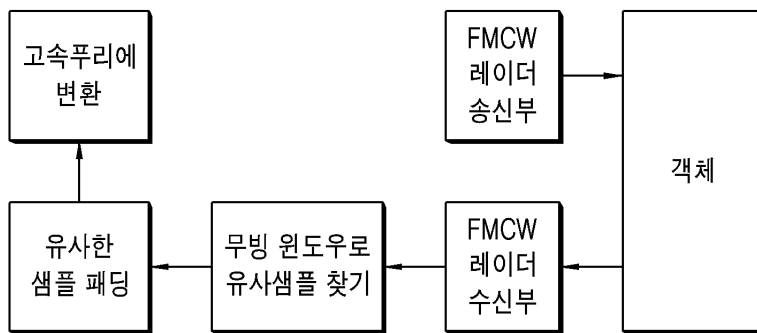 고속푸리에
변환
FMCW
레이더
송신부
객체
유사한
샘플 패딩
무빙 윈도우로
유사샘플 찾기
FMCW
레이더
수신부